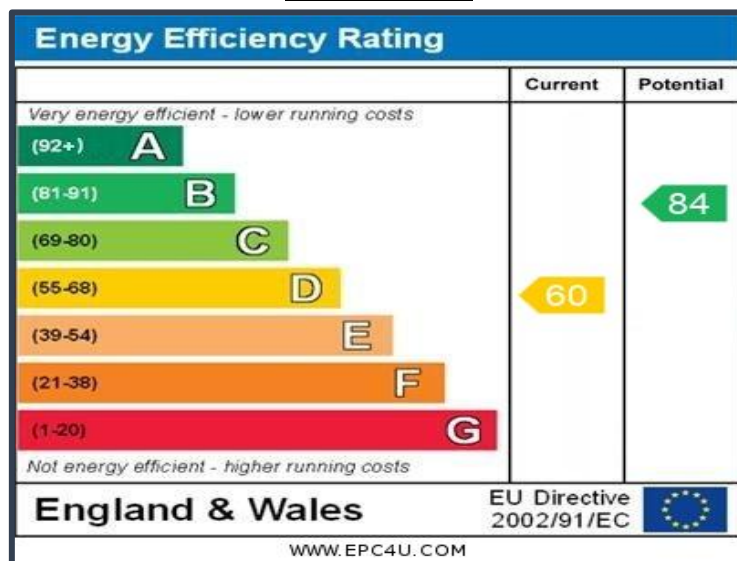 Energy Efficiency Rating
Current Potential
Very energy efficient - lower running costs
(92+) A
(81-91) B
84
(69-80) C
(55-68) D
60
(39-54) E
(21-38) F
(1-20) G
Not energy efficient - higher running costs
England & Wales
EU Directive
2002/91/EC
WWW.EPC4U.COM